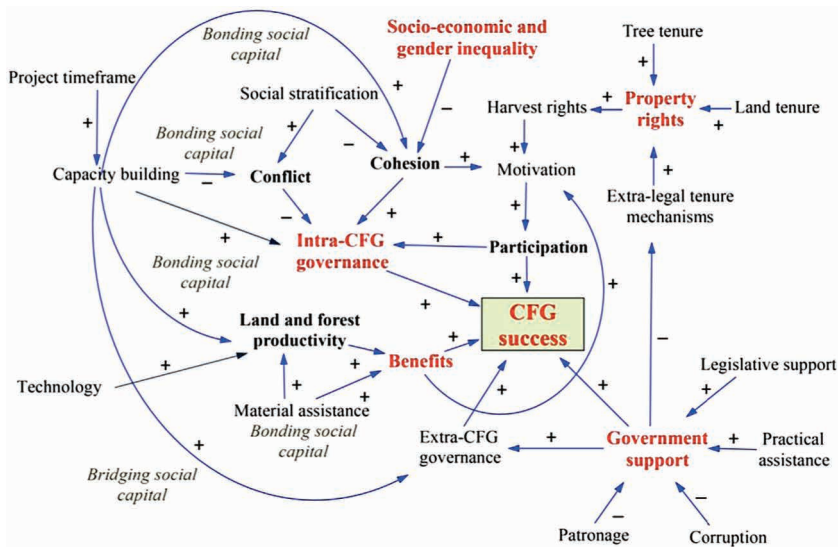 Bonding social
capital
Socio-economic and
gender inequality
Tree tenure
+
Project timeframe
+
Social stratification
+
−
Harvest rights
+
Property
rights
+
Land tenure
+
Bonding social
capital
+
−
Cohesion
+
+
Motivation
+
Capacity building
−
Conflict
Extra-legal tenure
mechanisms
−
+
+
+
Intra-CFG
governance
+
Participation
Bonding social
capital
+
+
+
CFG
success
+
Land and forest
productivity
+
+
Benefits
−
Legislative support
+
Technology
+
+
+
+
+
Material assistance
Bonding social
capital
Extra-CFG
governance
+
Government
support
+
Practical
assistance
+
Bridging social
capital
−
−
Patronage
Corruption